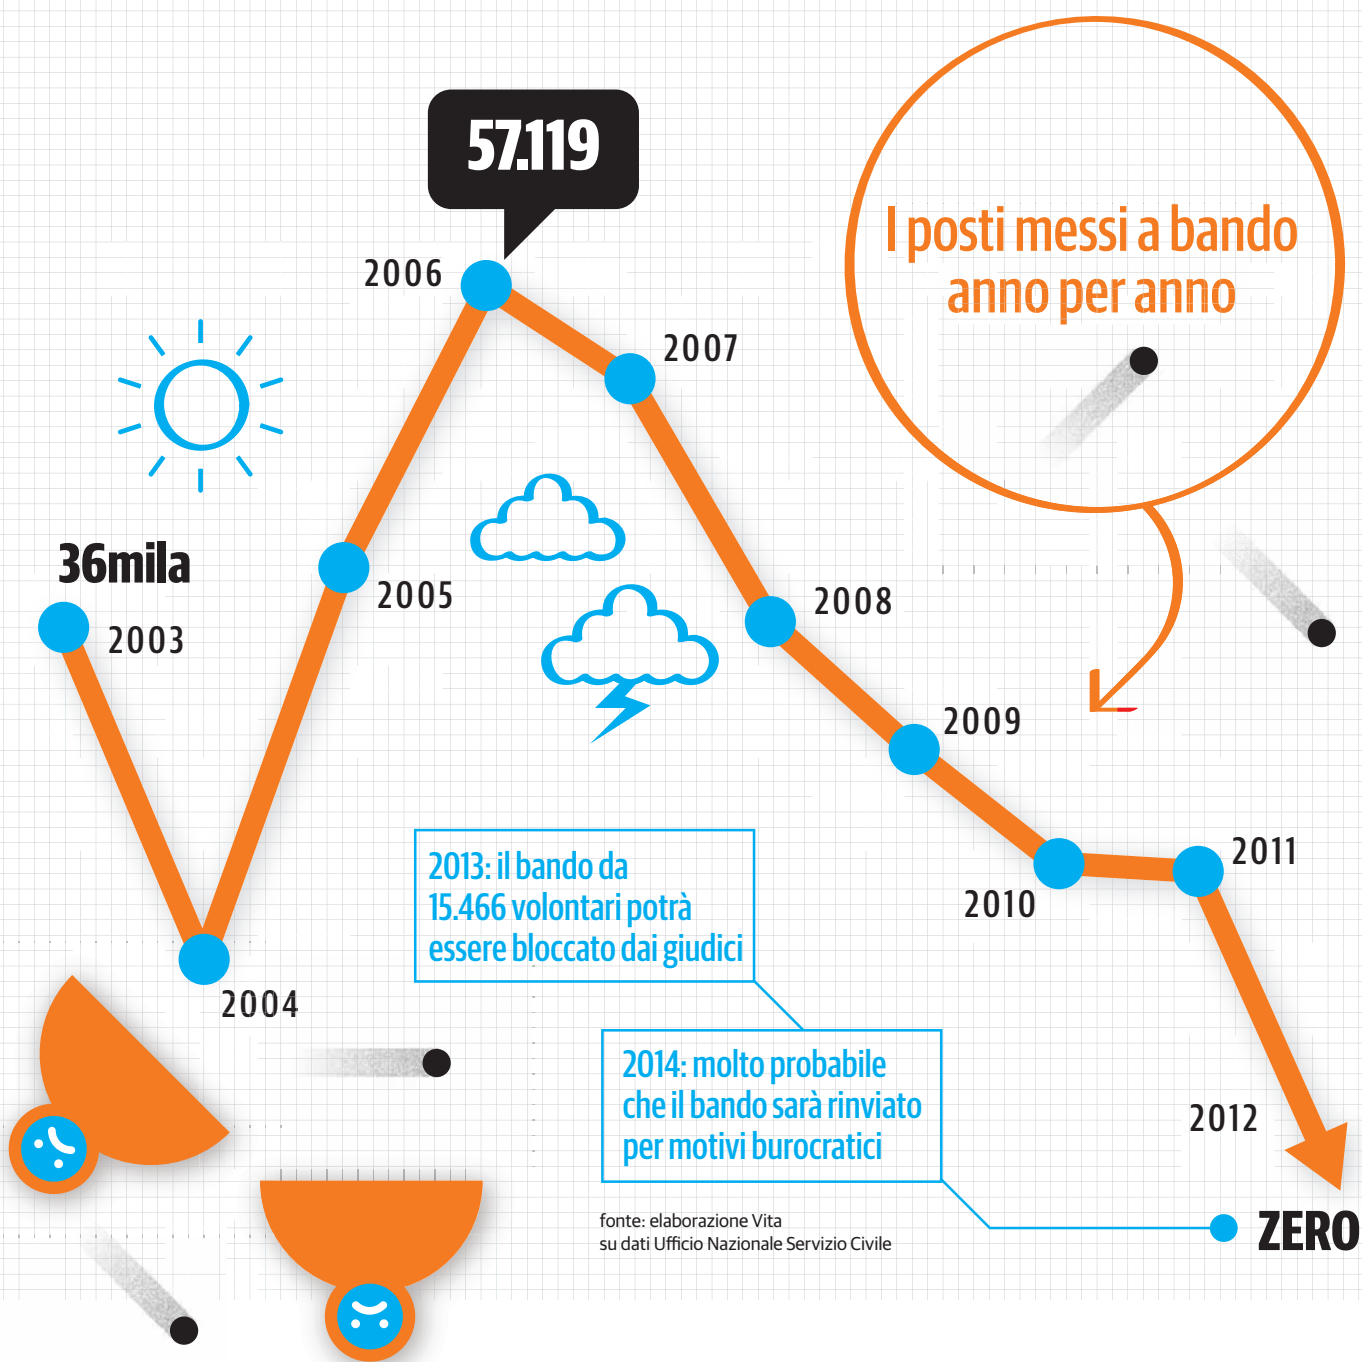 57.119
I posti messi a bando
anno per anno
2006
2007
36mila
2003
2005
2008
2009
2013: il bando da
15.466 volontari potrà
essere bloccato dai giudici
2011
2010
2004
2014: molto probabile
che il bando sarà rinviato
per motivi burocratici
2012
fonte: elaborazione Vita
su dati Ufficio Nazionale Servizio Civile
ZERO